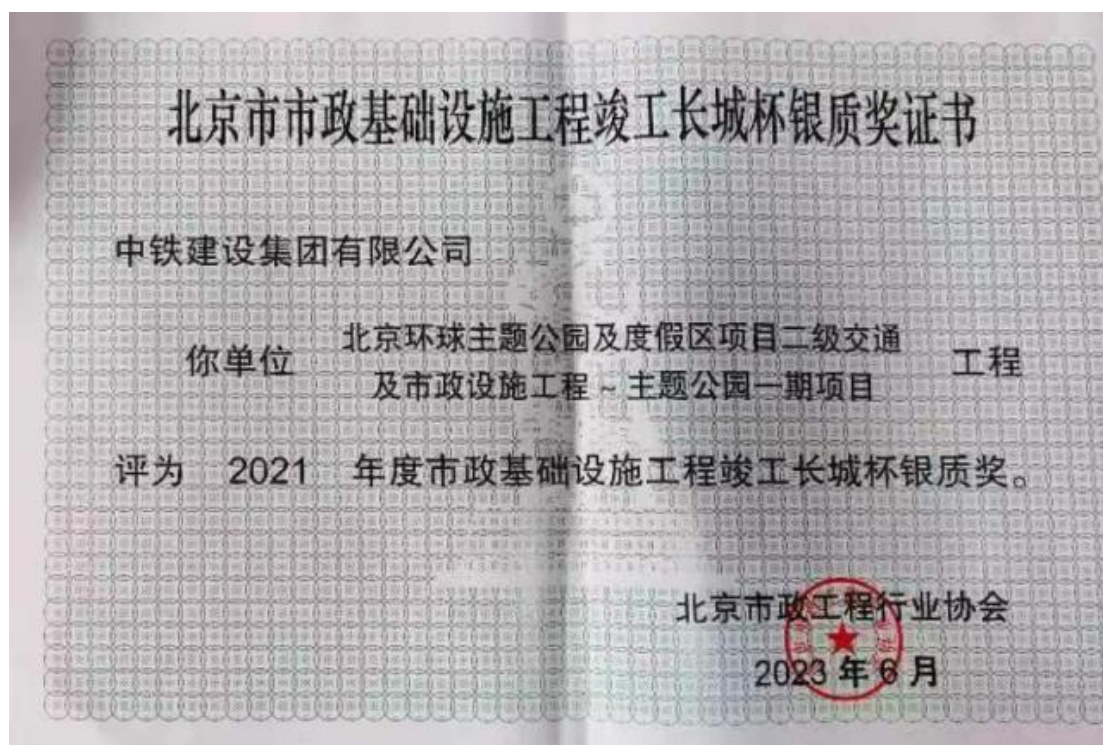 北京市市政基础设施工程竣工长城杯银质奖证书
中铁建设集团有限公司
你单位 北京环球主题公园及度假区项目二级交通及市政设施工程~主题公园一期项目 工程
评为 2021 年度市政基础设施工程竣工长城杯银质奖。
北京市政工程行业协会
2023 年 6 月